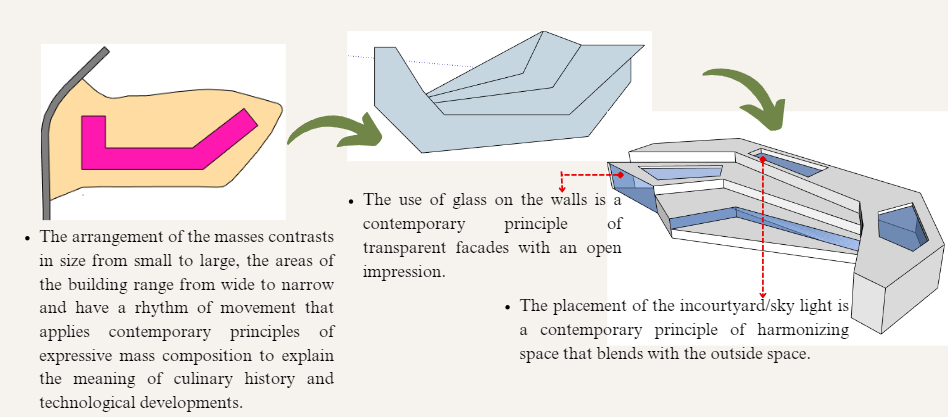 • The arrangement of the masses contrasts
in size from small to large, the areas of
the building range from wide to narrow
and have a rhythm of movement that
applies contemporary principles of
expressive mass composition to explain
the meaning of culinary history and
technological developments.
• The use of glass on the walls is a
contemporary principle of
transparent facades with an open
impression.
• The placement of the incourtyard/sky light is
a contemporary principle of harmonizing
space that blends with the outside space.